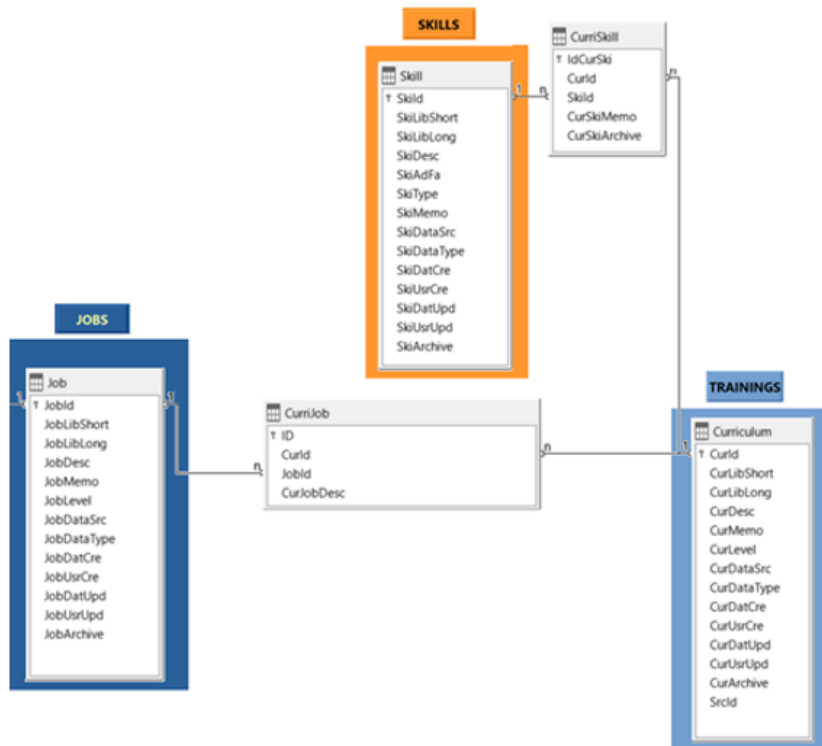 SKILLS
CurriSkill
IdCurSki
CurId
SkiId
CurSkiMemo
CurSkiArchive
n
Skill
SkiId
SkiLibShort
SkiLibLong
SkiDesc
SkiAdFa
SkiType
SkiMemo
SkiDataSrc
SkiDataType
SkiDatCre
SkiUsrCre
SkiDatUpd
SkiUsrUpd
SkiArchive
1
n
JOBS
Job
1
1
JobId
JobLibShort
JobLibLong
JobDesc
JobMemo
JobLevel
JobDataSrc
JobDataType
JobDatCre
JobUsrCre
JobDatUpd
JobUsrUpd
JobArchive
CurriJob
ID
CurId
JobId
CurJobDesc
n
n
TRAININGS
Curriculum
1
CurId
CurLibShort
CurLibLong
CurDesc
CurMemo
CurLevel
CurDataSrc
CurDataType
CurDatCre
CurUsrCre
CurDatUpd
CurUsrUpd
CurArchive
SrcId